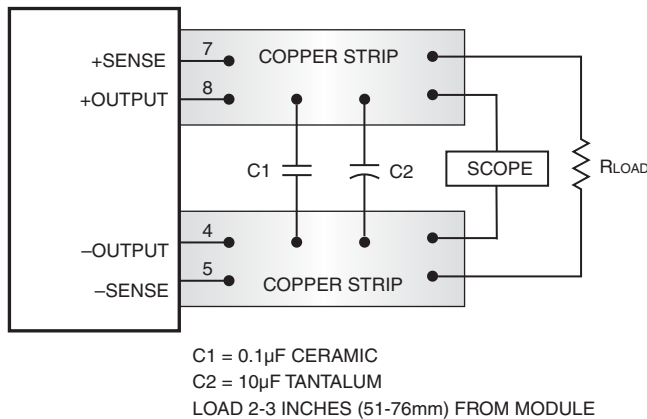 +SENSE 7 COPPER STRIP
+OUTPUT 8
C1 C2 SCOPE RLOAD
–OUTPUT 4
–SENSE 5 COPPER STRIP
C1 = 0.1µF CERAMIC
C2 = 10µF TANTALUM
LOAD 2-3 INCHES (51-76mm) FROM MODULE